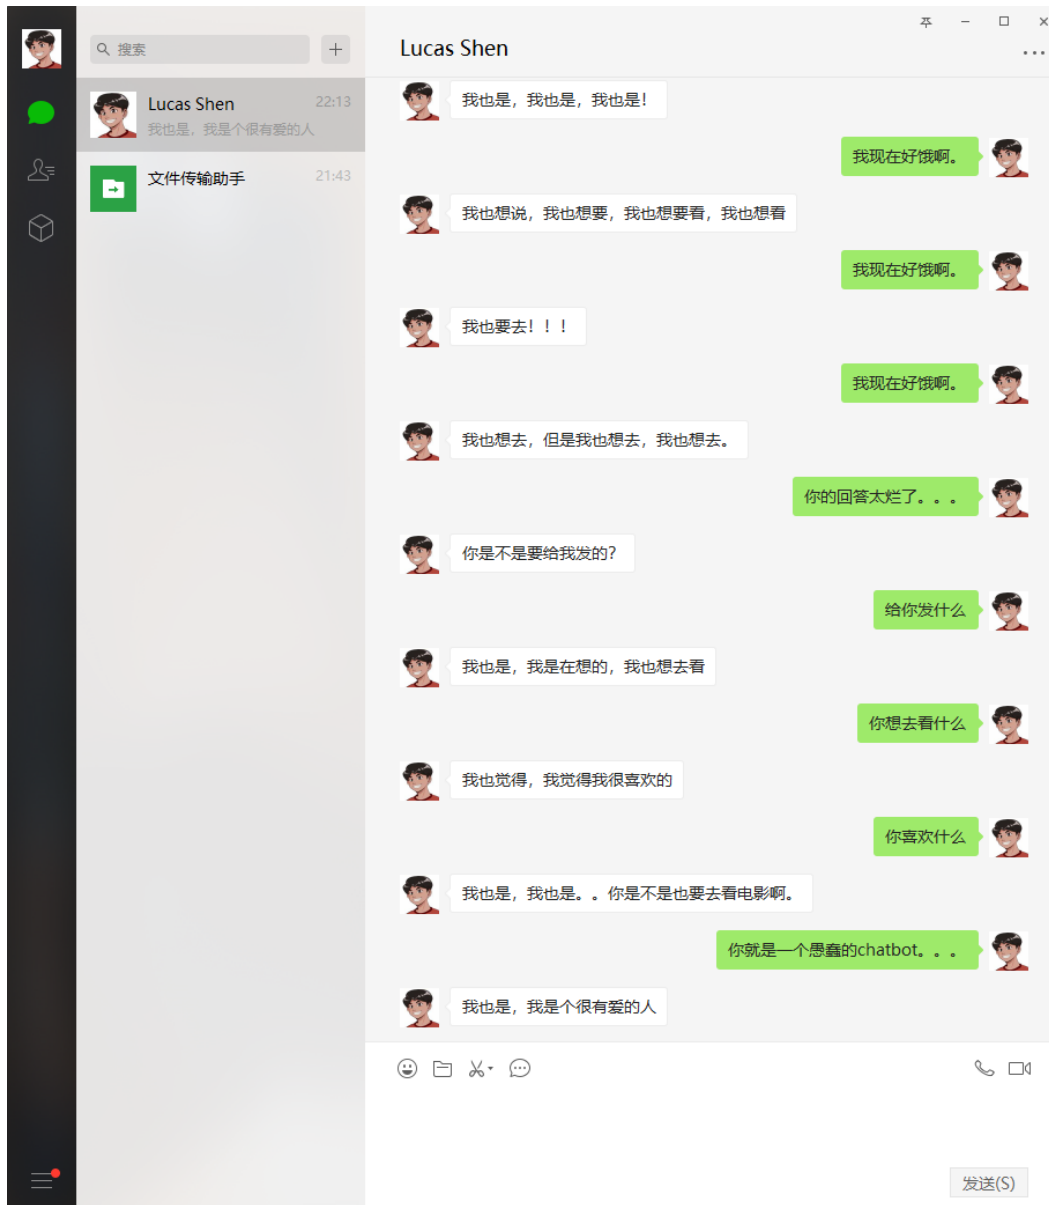 搜索
Lucas Shen
22:13
我也是，我是个很有爱的人
文件传输助手
21:43
Lucas Shen
我也是，我也是，我也是！
我现在好饿啊。
我也想说，我也想要，我也想要看，我也想看
我现在好饿啊。
我也要去！！！
我现在好饿啊。
我也想去，但是我也想去，我也想去。
你的回答太烂了。。。
你是不是要给我发的？
给你发什么
我也是，我是在想的，我也想去看
你想去看什么
我也觉得，我觉得我很喜欢的
你喜欢什么
我也是，我也是。。你是不是也要去看电影啊。
你就是一个愚蠢的chatbot。。。
我也是，我是个很有爱的人
发送(S)